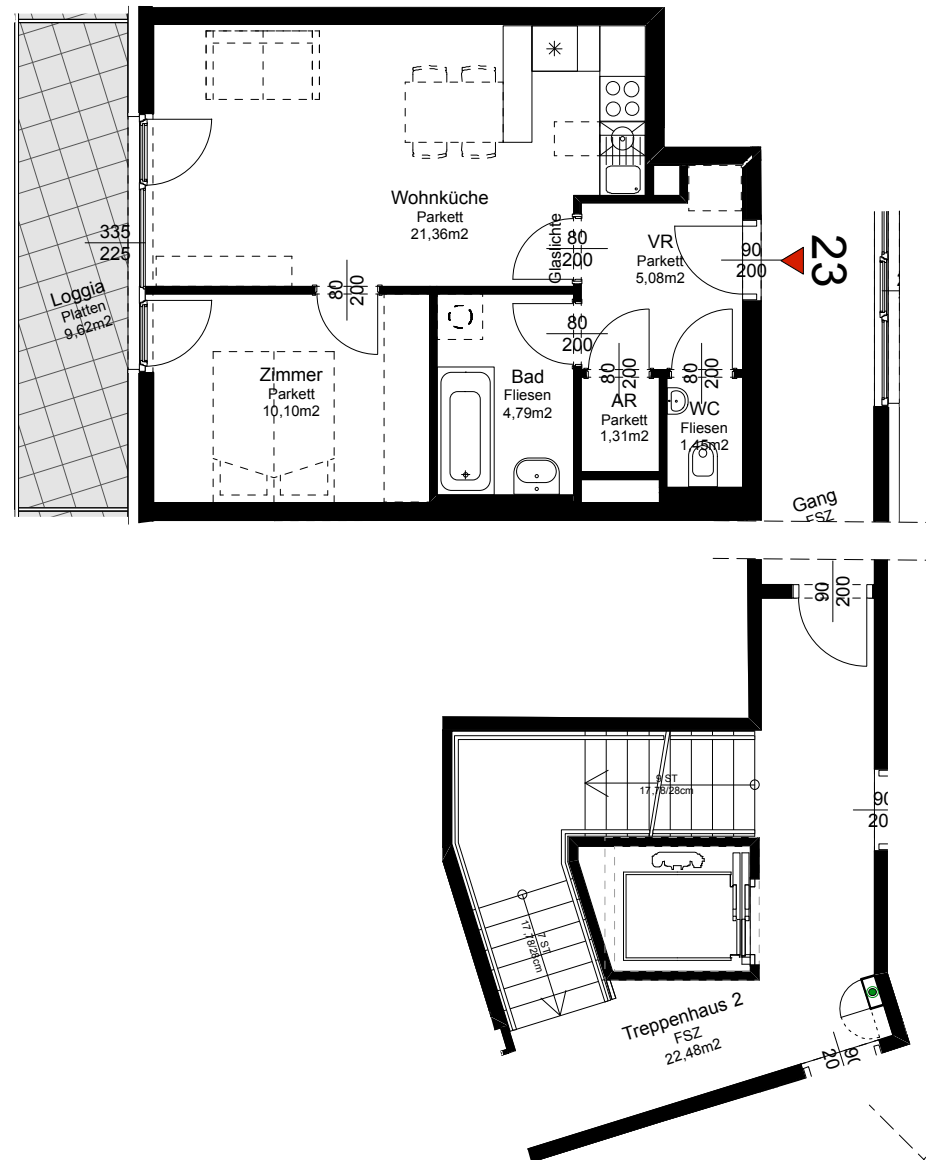 Wohnküche
Parkett
21,36m2
Glaslichte
80
200
VR
Parkett
5,08m2
90
200
23
335
225
Loggia
Platten
9,62m2
80
200
80
200
Zimmer
Parkett
10,10m2
Bad
Fliesen
4,79m2
80
200
AR
Parkett
1,31m2
80
200
WC
Fliesen
1,45m2
Gang
FSZ
90
200
9 ST
17,78/28cm
90
20
7 ST
17,78/28cm
Treppenhaus 2
FSZ
22,48m2
90
20